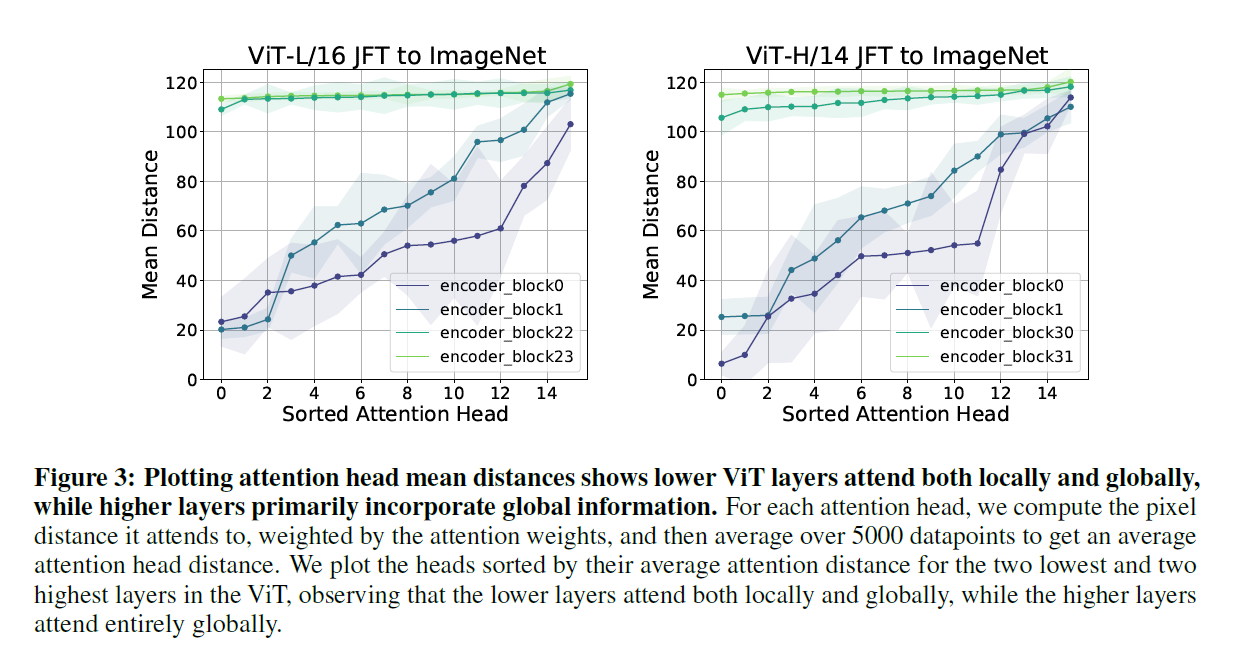 ViT-L/16 JFT to ImageNet
120
100
80
60
40
20
0
Mean Distance
encoder_block0
encoder_block1
encoder_block22
encoder_block23
0 2 4 6 8 10 12 14
Sorted Attention Head
ViT-H/14 JFT to ImageNet
120
100
80
60
40
20
0
Mean Distance
encoder_block0
encoder_block1
encoder_block30
encoder_block31
0 2 4 6 8 10 12 14
Sorted Attention Head
Figure 3: Plotting attention head mean distances shows lower ViT layers attend both locally and globally,
while higher layers primarily incorporate global information. For each attention head, we compute the pixel
distance it attends to, weighted by the attention weights, and then average over 5000 datapoints to get an average
attention head distance. We plot the heads sorted by their average attention distance for the two lowest and two
highest layers in the ViT, observing that the lower layers attend both locally and globally, while the higher layers
attend entirely globally.